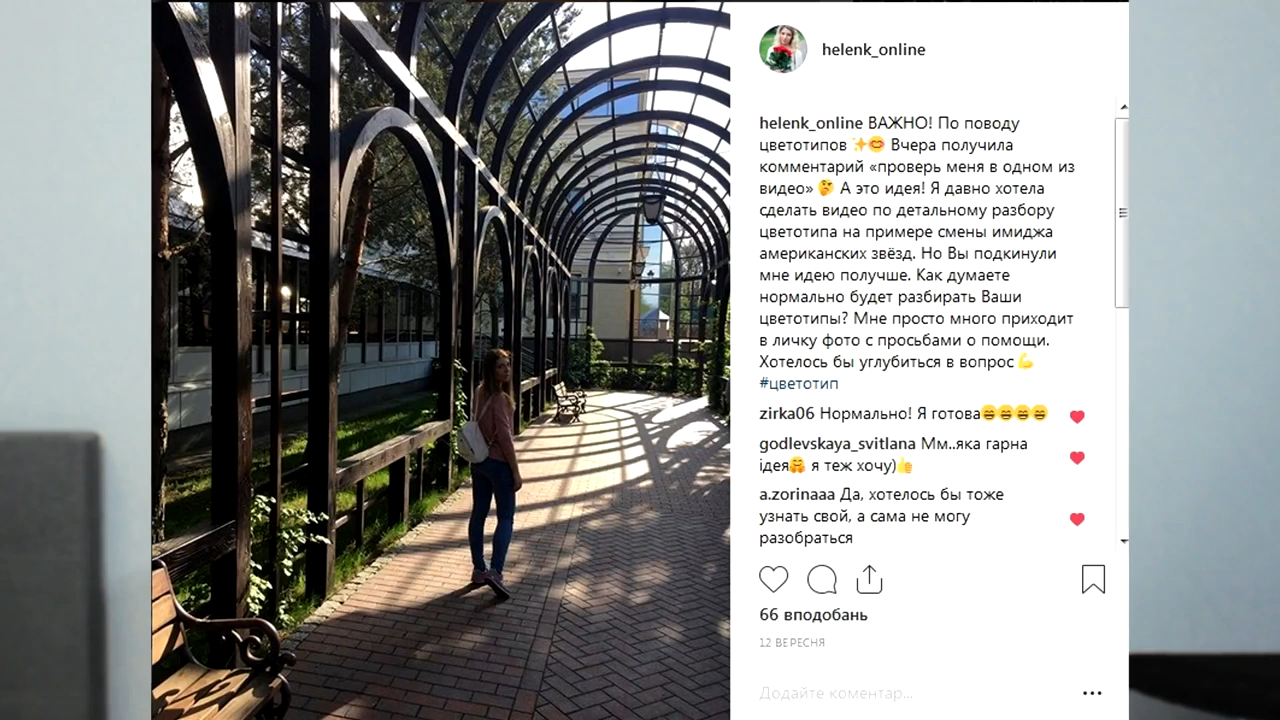 helenk_online
helenk_online ВАЖНО! По поводу
цветотипов ✨😊 Вчера получила
комментарий «проверь меня в одном из
видео» 🤔 А это идея! Я давно хотела
сделать видео по детальному разбору
цветотипа на примере смены имиджа
американских звёзд. Но Вы подкинули
мне идею получше. Как думаете
нормально будет разбирать Ваши
цветотипы? Мне просто много приходит
в личку фото с просьбами о помощи.
Хотелось бы углубиться в вопрос💪
#цветотип
zirka06 Нормально! Я готова😄😄😄😄
godlevskaya_svitlana Мм..яка гарна
ідея🤗 я теж хочу)👍
a.zorinaaa Да, хотелось бы тоже
узнать свой, а сама не могу
разобраться
66 вподобань
12 ВЕРЕСНЯ
Додайте коментар...